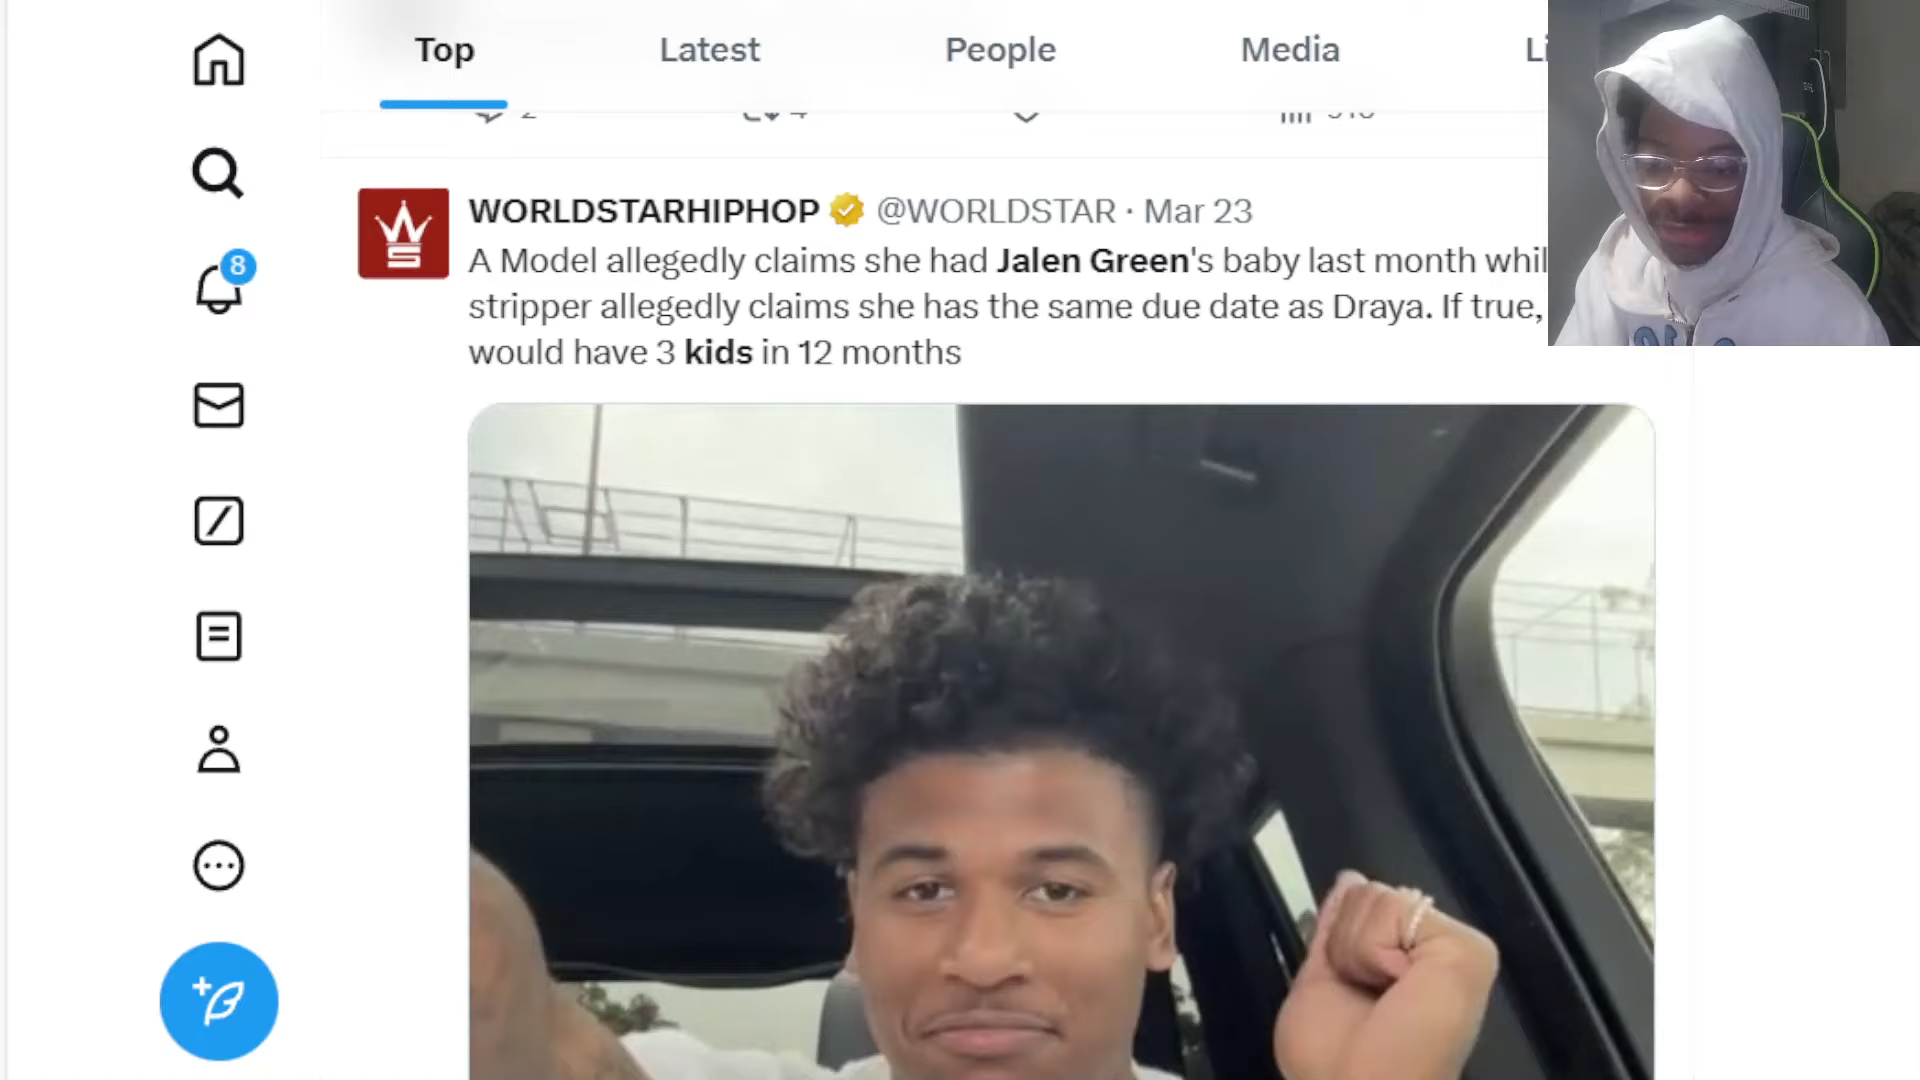 Top
Latest
People
Media
8
WORLDSTARHIPHOP @WORLDSTAR · Mar 23
A Model allegedly claims she had Jalen Green's baby last month
stripper allegedly claims she has the same due date as Draya. If true,
would have 3 kids in 12 months